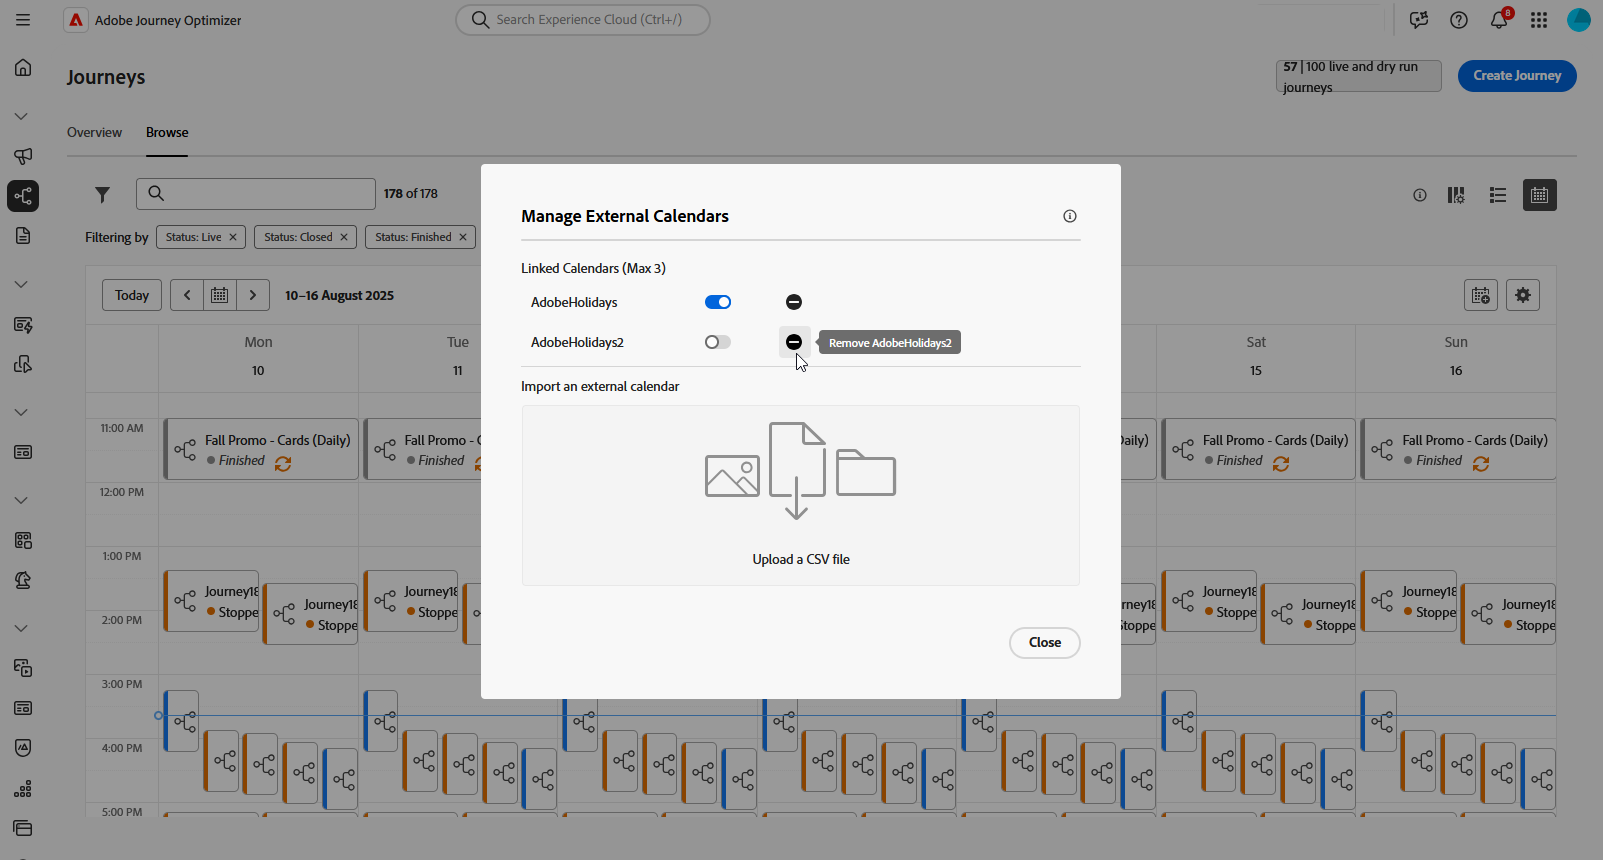 Adobe Journey Optimizer
Search Experience Cloud (Ctrl+/)
8
Journeys
57 | 100 live and dry run
journeys
Create Journey
Overview
Browse
178 of 178
Filtering by
Status: Live
Status: Closed
Status: Finished
Today
10–16 August 2025
Mon
10
Tue
11
Sat
15
Sun
16
11:00 AM
12:00 PM
1:00 PM
2:00 PM
3:00 PM
4:00 PM
5:00 PM
Fall Promo - Cards (Daily)
Finished
Fall Promo - C
Finished
Daily)
Fall Promo - Cards (Daily)
Finished
Fall Promo - Cards (Daily)
Finished
Journey18
Stoppe
Journey18
Stoppe
Journey18
Stoppe
rney18
Stoppe
Journey18
Stoppe
Journey18
Stoppe
Journey18
Stoppe
Journey18
Stoppe
Manage External Calendars
Linked Calendars (Max 3)
AdobeHolidays
AdobeHolidays2
Remove AdobeHolidays2
Import an external calendar
Upload a CSV file
Close